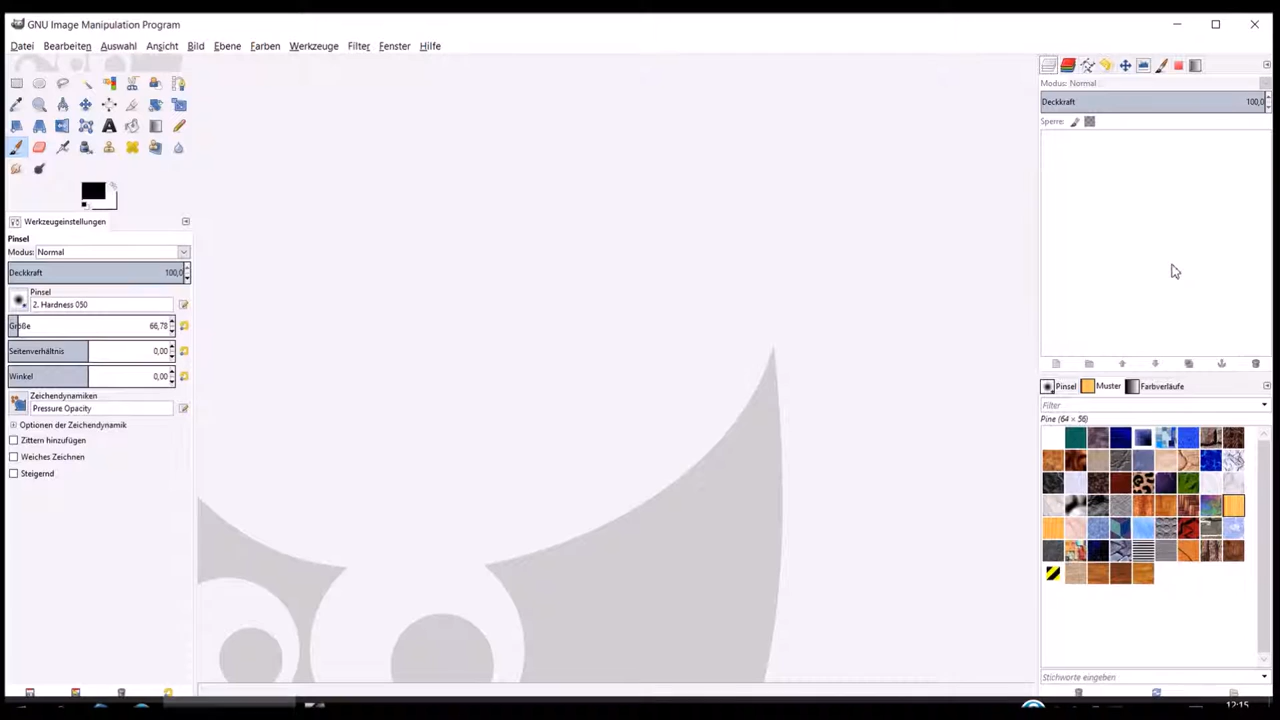 GNU Image Manipulation Program
Datei Bearbeiten Auswahl Ansicht Bild Ebene Farben Werkzeuge Filter Fenster Hilfe
Modus: Normal
Deckkraft 100,0
Sperre:
Werkzeugeinstellungen
Pinsel
Modus: Normal
Deckkraft 100,0
Pinsel
2. Hardness 050
Größe 66,78
Seitenverhältnis 0,00
Winkel 0,00
Zeichendynamiken
Pressure Opacity
Optionen der Zeichendynamik
Zittern hinzufügen
Weiches Zeichnen
Steigernd
Pinsel Muster Farbverläufe
Filter
Pine (64 × 56)
Stichworte eingeben
12:15